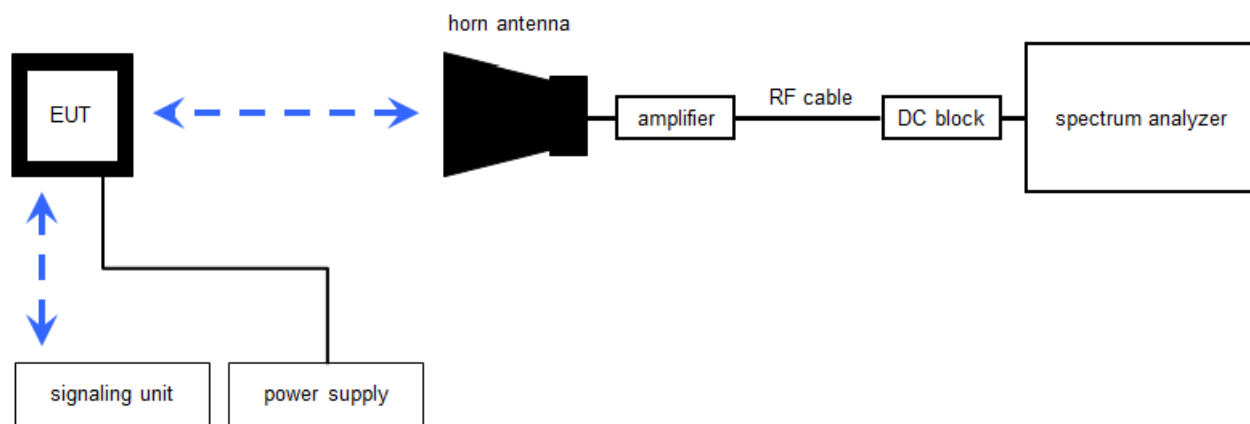 horn antenna
EUT
amplifier
RF cable
DC block
spectrum analyzer
signaling unit
power supply